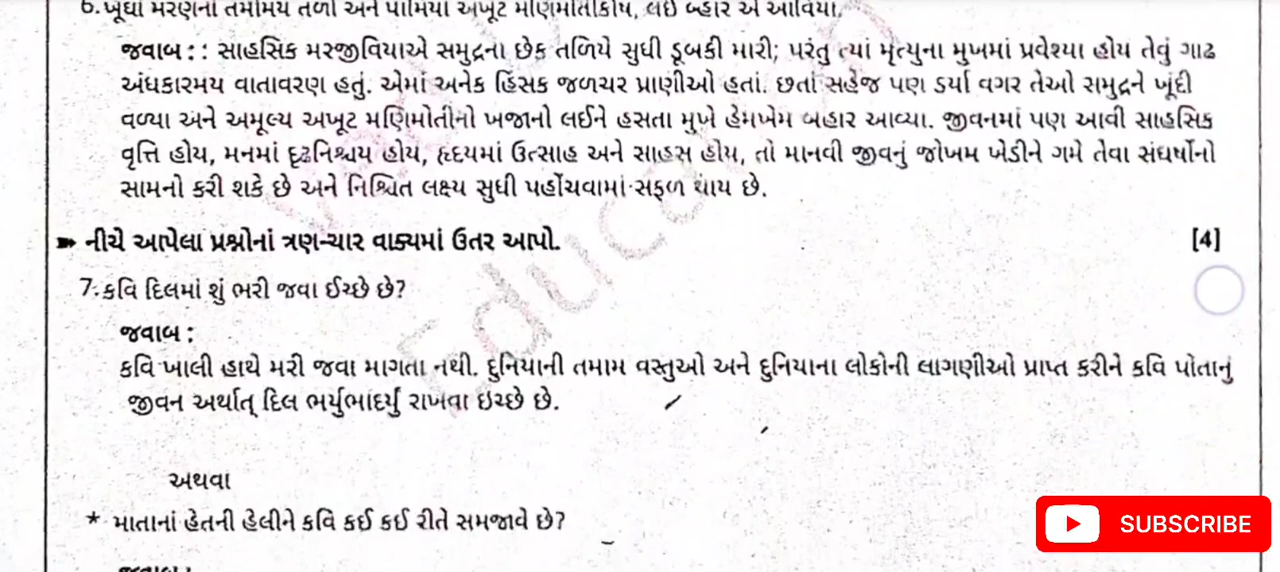 6. ખૂંઘી મરણના તમોમય તળાં અને પામિયા અખૂટ મણિમોતીકોષ, લઈ બ્હાર એ આવિયા.
જવાબ : : સાહસિક મરજીવિયાએ સમુદ્રના છેક તળિયે સુધી ડૂબકી મારી; પરંતુ ત્યાં મૃત્યુના મુખમાં પ્રવેશ્યા હોય તેવું ગાઢ
અંધકારમય વાતાવરણ હતું. એમાં અનેક હિંસક જળચર પ્રાણીઓ હતાં. છતાં સહેજ પણ ડર્યા વગર તેઓ સમુદ્રને ખૂંદી
વળ્યા અને અમૂલ્ય અખૂટ મણિમોતીનો ખજાનો લઈને હસતા મુખે હેમખેમ બહાર આવ્યા. જીવનમાં પણ આવી સાહસિક
વૃત્તિ હોય, મનમાં દૃઢનિશ્ચય હોય, હૃદયમાં ઉત્સાહ અને સાહસ હોય, તો માનવી જીવનું જોખમ ખેડીને ગમે તેવા સંઘર્ષોનો
સામનો કરી શકે છે અને નિશ્ચિત લક્ષ્ય સુધી પહોંચવામાં સફળ થાય છે.
➽ નીચે આપેલા પ્રશ્નોનાં ત્રણ-ચાર વાક્યમાં ઉતર આપો. [4]
7. કવિ દિલમાં શું ભરી જવા ઈચ્છે છે?
જવાબ :
કવિ ખાલી હાથે મરી જવા માગતા નથી. દુનિયાની તમામ વસ્તુઓ અને દુનિયાના લોકોની લાગણીઓ પ્રાપ્ત કરીને કવિ પોતાનું
જીવન અર્થાત્ દિલ ભર્યુભાંદર્યું રાખવા ઇચ્છે છે.
અથવા
* માતાનાં હેતની હેલીને કવિ કઈ કઈ રીતે સમજાવે છે?
SUBSCRIBE